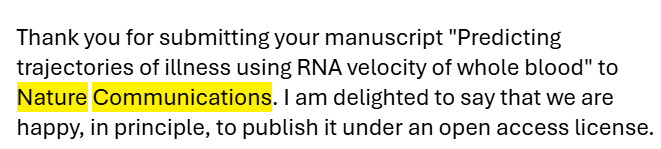 Thank you for submitting your manuscript "Predicting
trajectories of illness using RNA velocity of whole blood" to
Nature Communications. I am delighted to say that we are
happy, in principle, to publish it under an open access license.